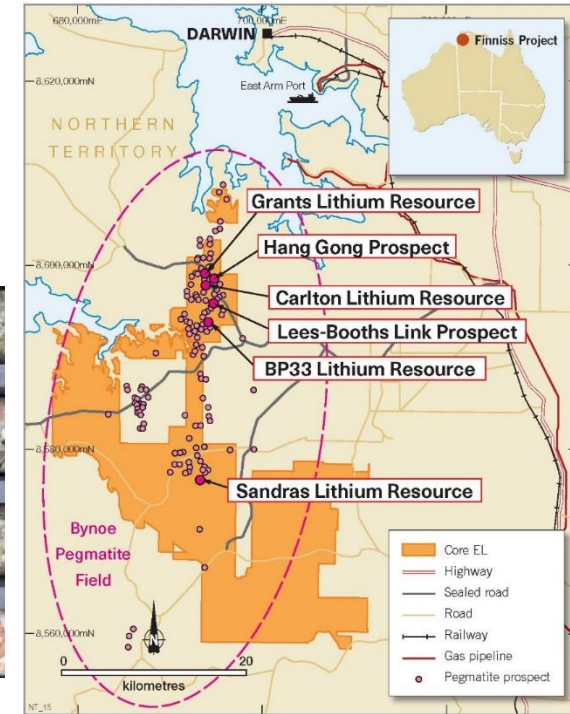 680,000mE
700,000mE
DARWIN
Finniss Project
8,620,000mN
East Arm Port
NORTHERN
TERRITORY
Grants Lithium Resource
8,600,000mN
Hang Gong Prospect
Carlton Lithium Resource
Lees-Booths Link Prospect
BP33 Lithium Resource
8,580,000mN
Sandras Lithium Resource
Bynoe
Pegmatite
Field
Core EL
Highway
Sealed road
Road
Railway
Gas pipeline
Pegmatite prospect
8,560,000mN
N
0 20
kilometres
NT_15